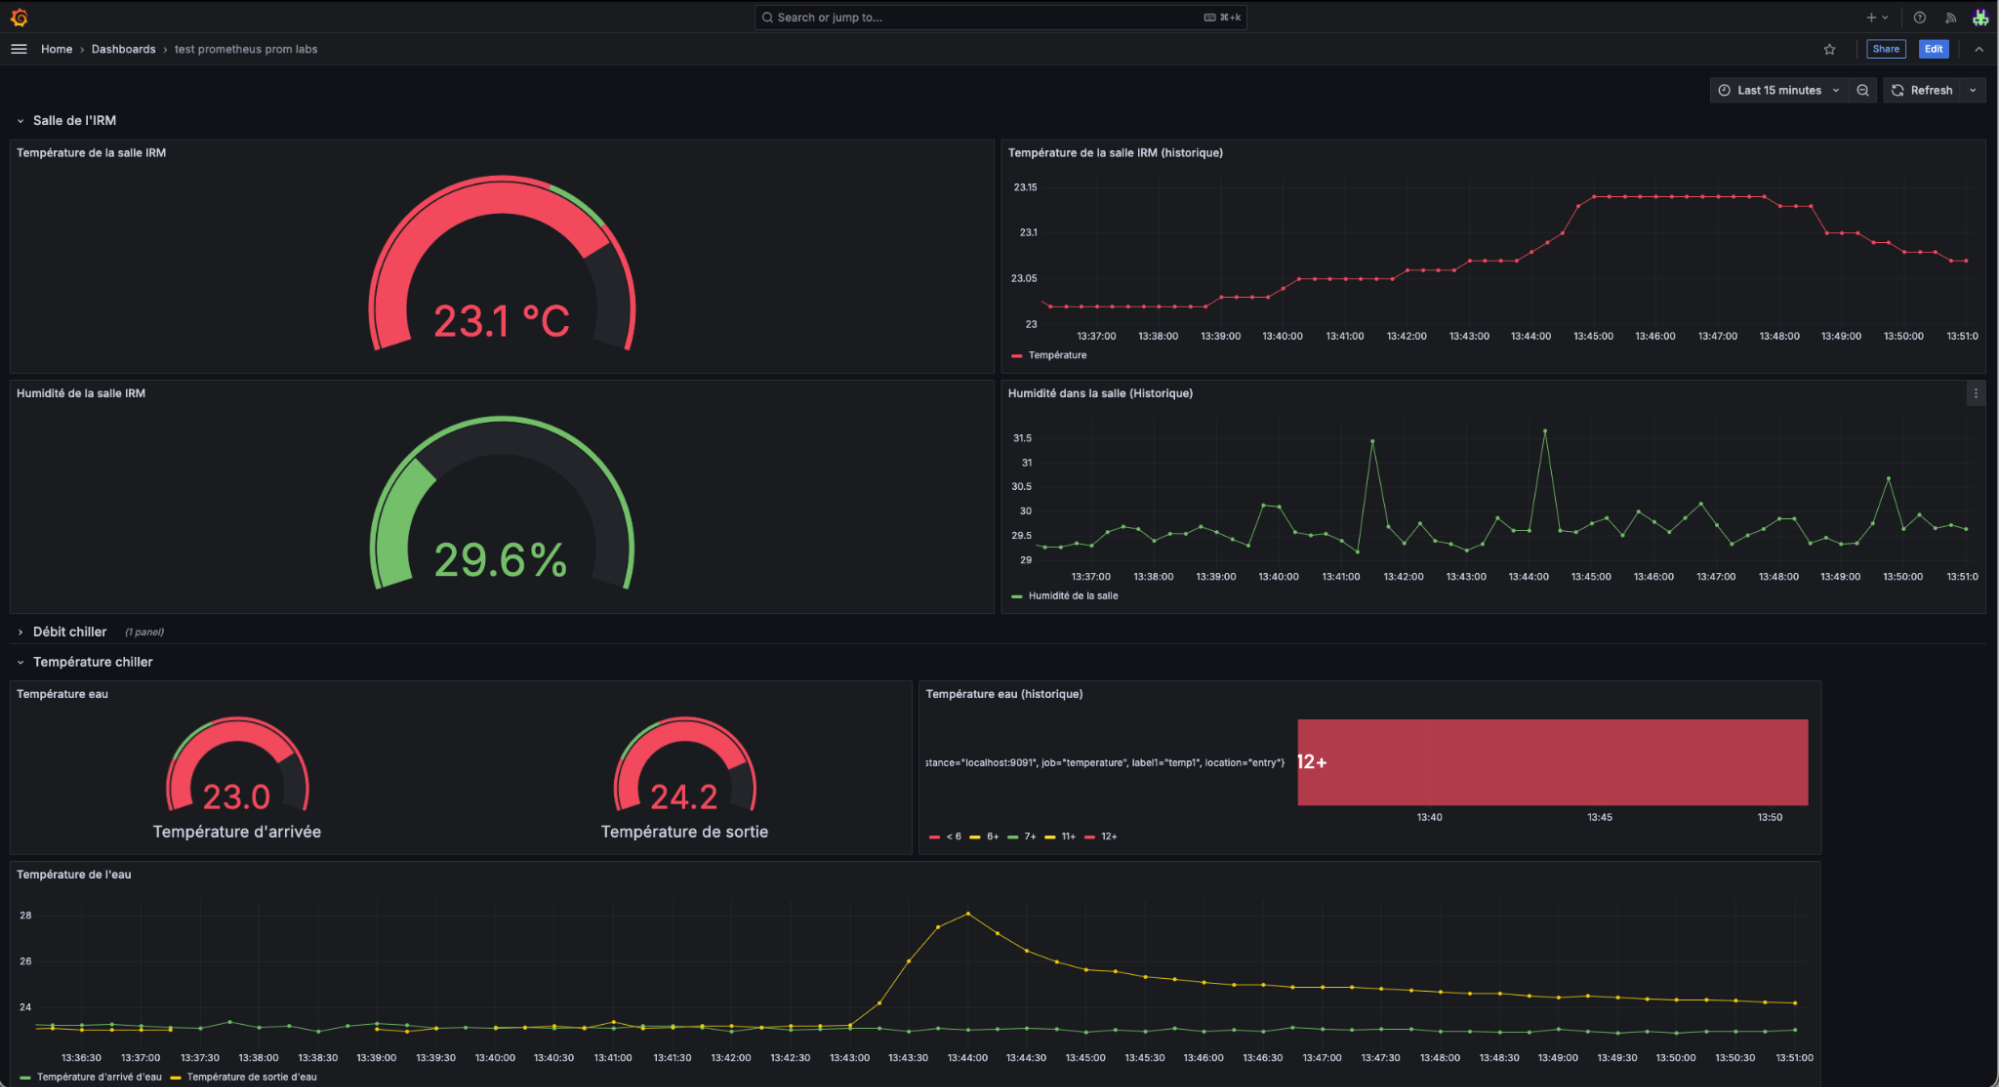 Search or jump to... ⌘+k
Home › Dashboards › test prometheus prom labs
Share Edit
Last 15 minutes Refresh
Salle de l'IRM
Température de la salle IRM
23.1 °C
Température de la salle IRM (historique)
23.15
23.1
23.05
23
13:37:00 13:38:00 13:39:00 13:40:00 13:41:00 13:42:00 13:43:00 13:44:00 13:45:00 13:46:00 13:47:00 13:48:00 13:49:00 13:50:00 13:51:0
Température
Humidité de la salle IRM
29.6%
Humidité dans la salle (Historique)
31.5
31
30.5
30
29.5
29
13:37:00 13:38:00 13:39:00 13:40:00 13:41:00 13:42:00 13:43:00 13:44:00 13:45:00 13:46:00 13:47:00 13:48:00 13:49:00 13:50:00 13:51:0
Humidité de la salle
Débit chiller (1 panel)
Température chiller
Température eau
23.0
Température d'arrivée
24.2
Température de sortie
Température eau (historique)
stance="localhost:9091", job="temperature", label1="temp1", location="entry"}
12+
13:40 13:45 13:50
< 6 6+ 7+ 11+ 12+
Température de l'eau
28
26
24
13:36:30 13:37:00 13:37:30 13:38:00 13:38:30 13:39:00 13:39:30 13:40:00 13:40:30 13:41:00 13:41:30 13:42:00 13:42:30 13:43:00 13:43:30 13:44:00 13:44:30 13:45:00 13:45:30 13:46:00 13:46:30 13:47:00 13:47:30 13:48:00 13:48:30 13:49:00 13:49:30 13:50:00 13:50:30 13:51:00
Température d'arrivé d'eau Température de sortie d'eau